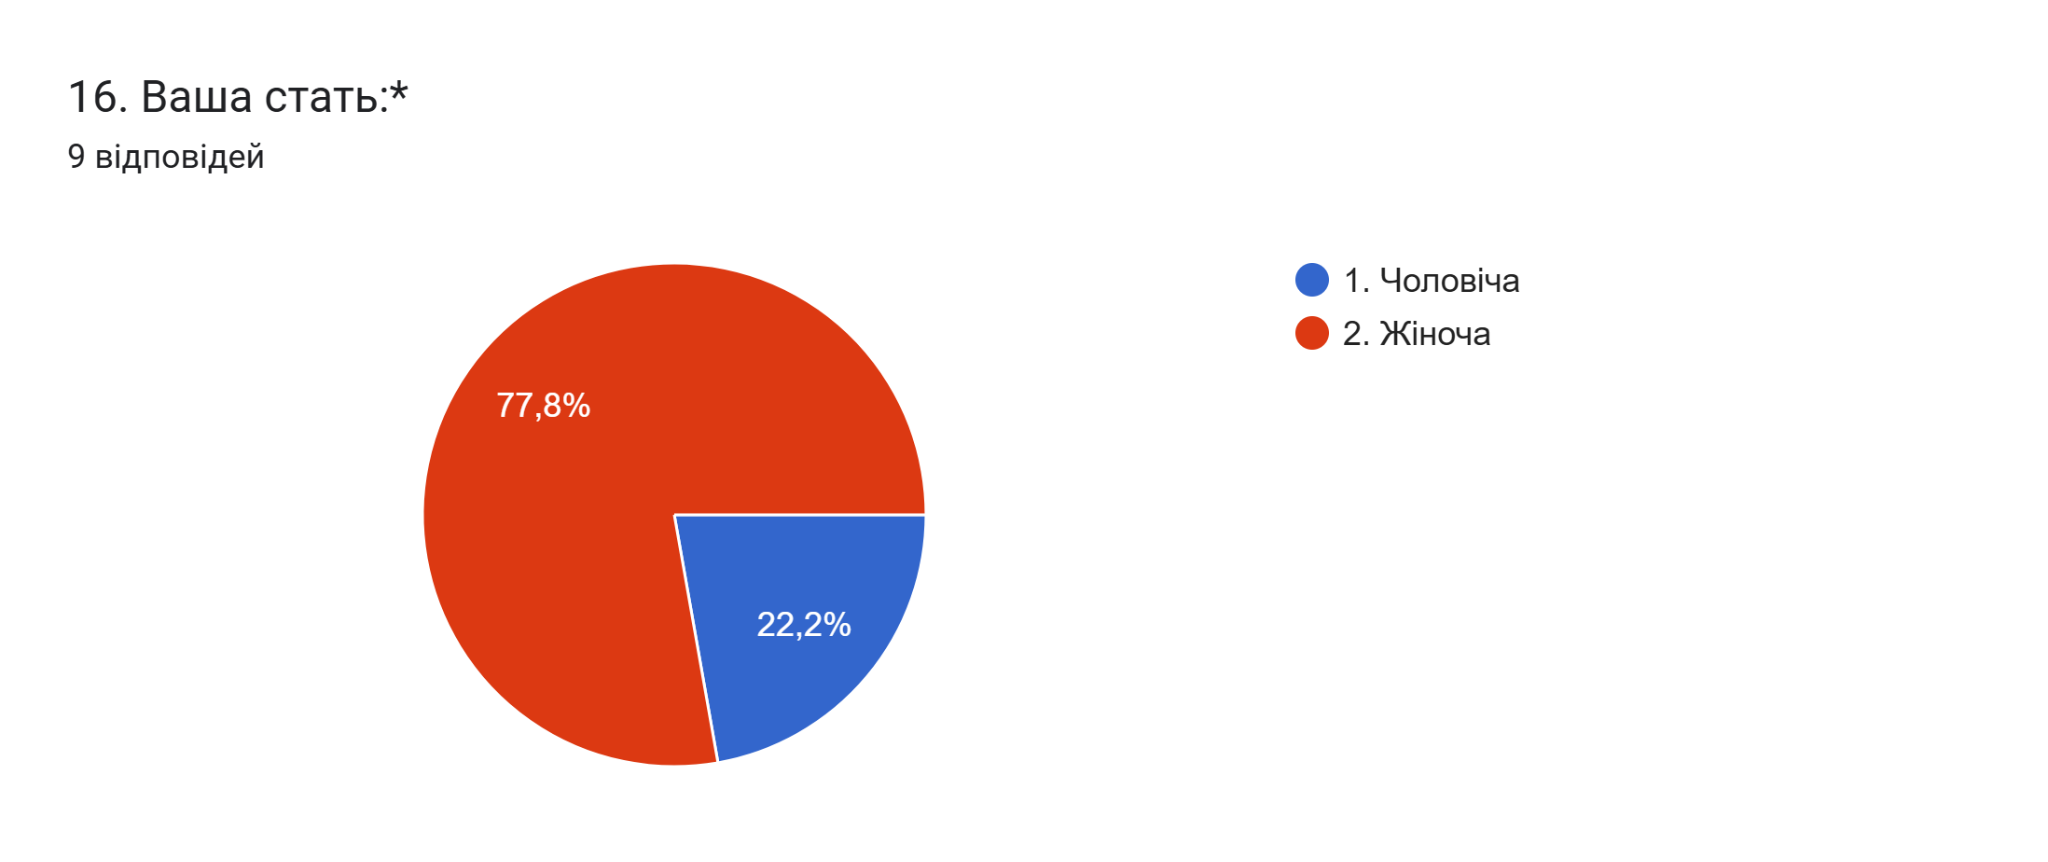 16. Ваша стать:*
9 відповідей
1. Чоловіча
2. Жіноча
77,8%
22,2%